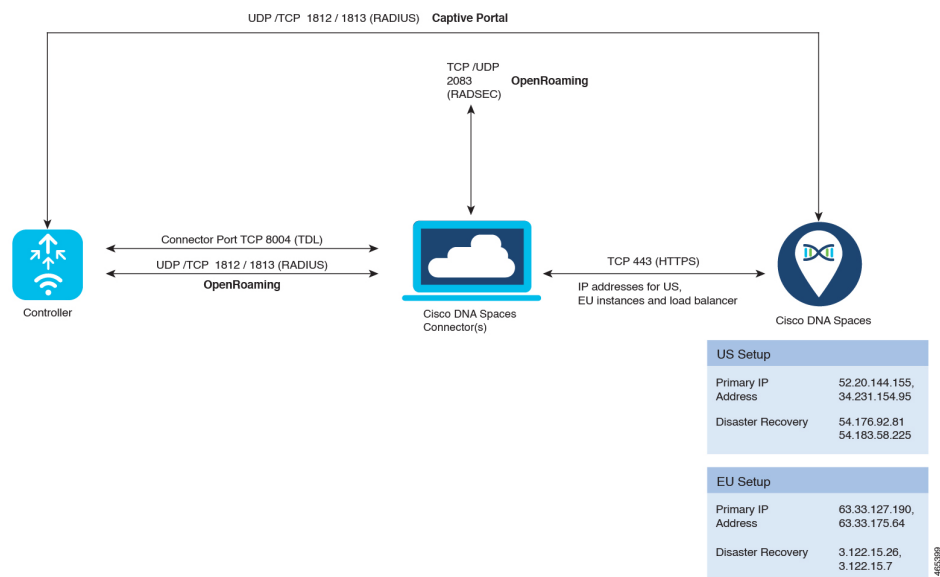 UDP /TCP 1812 / 1813 (RADIUS) Captive Portal
TCP /UDP
2083
(RADSEC)
OpenRoaming
Connector Port TCP 8004 (TDL)
UDP /TCP 1812 / 1813 (RADIUS)
OpenRoaming
TCP 443 (HTTPS)
IP addresses for US,
EU instances and load balancer
Controller
Cisco DNA Spaces
Connector(s)
Cisco DNA Spaces
US Setup
Primary IP
Address
52.20.144.155,
34.231.154.95
Disaster Recovery
54.176.92.81
54.183.58.225
EU Setup
Primary IP
Address
63.33.127.190,
63.33.175.64
Disaster Recovery
3.122.15.26,
3.122.15.7
465399